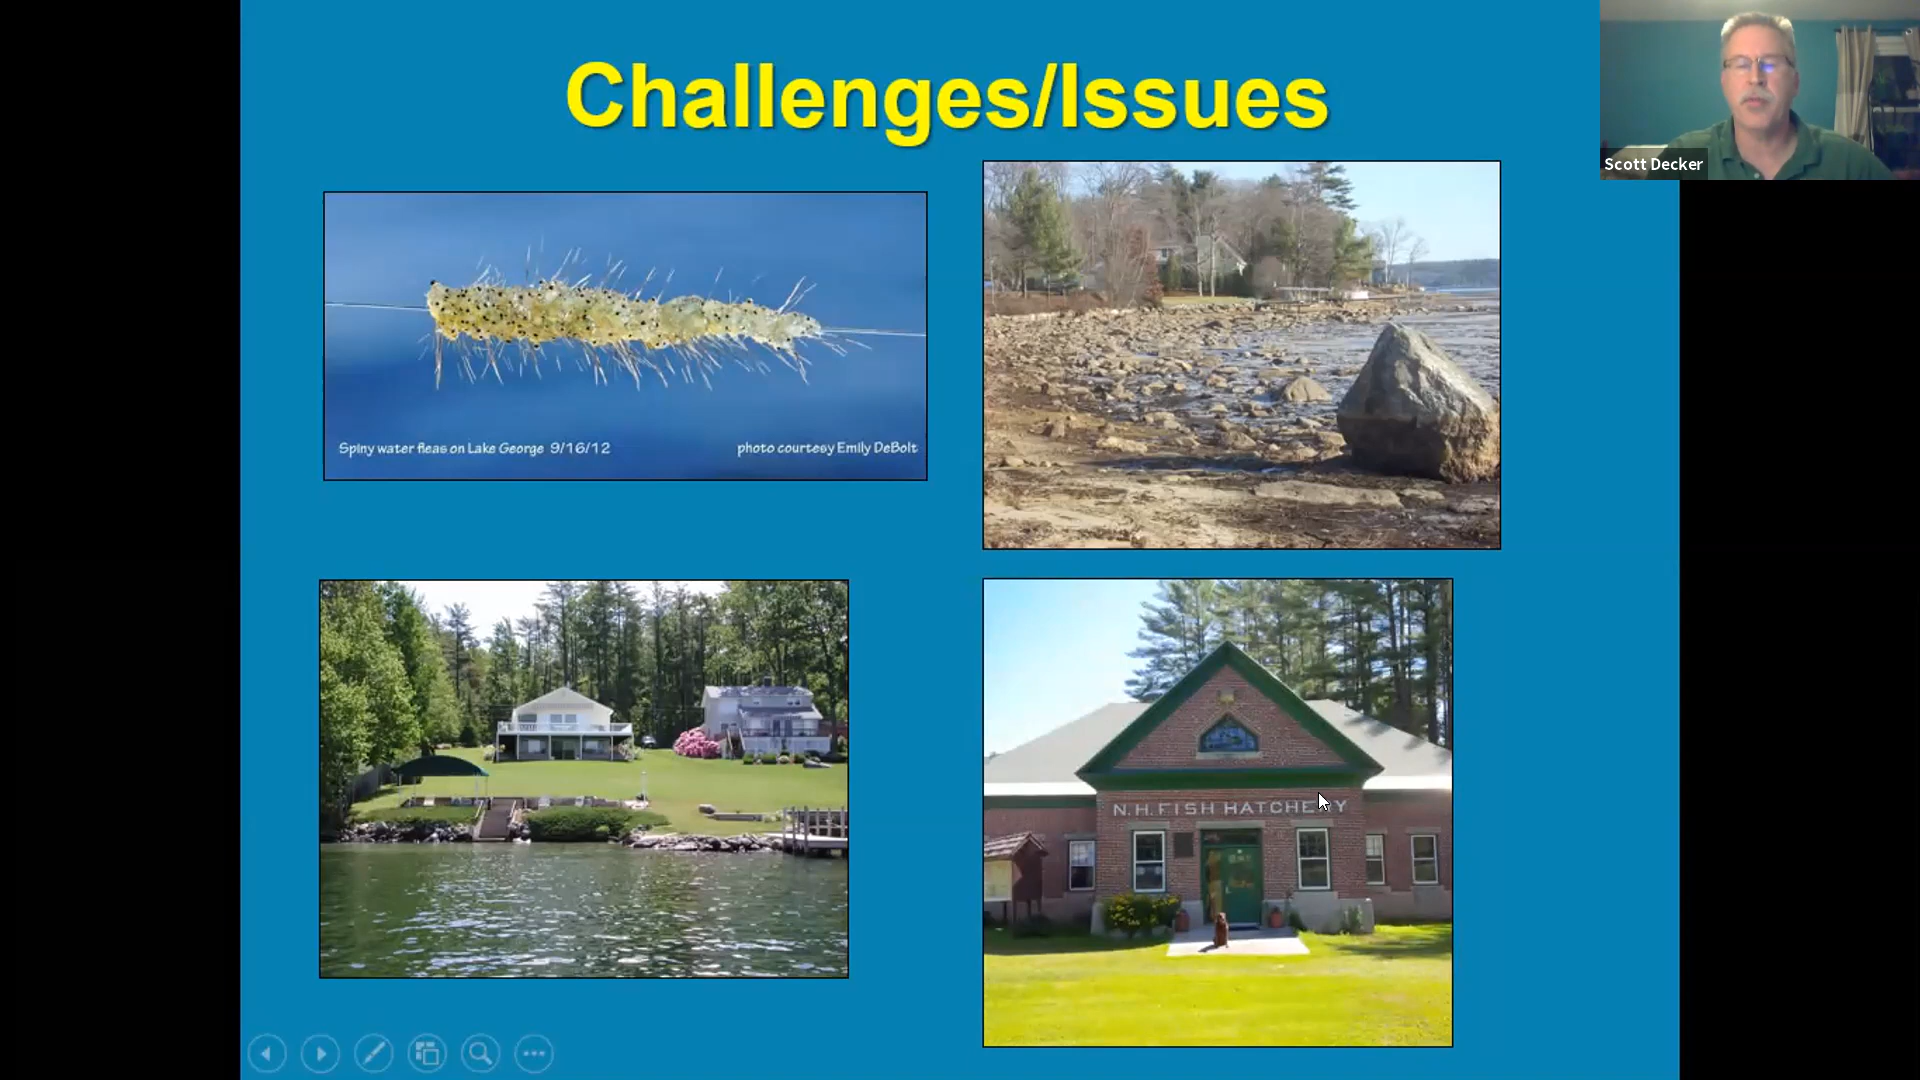 Challenges/Issues
Scott Decker
Spiny water fleas on Lake George 9/16/12
photo courtesy Emily DeBolt
N.H. FISH HATCHERY